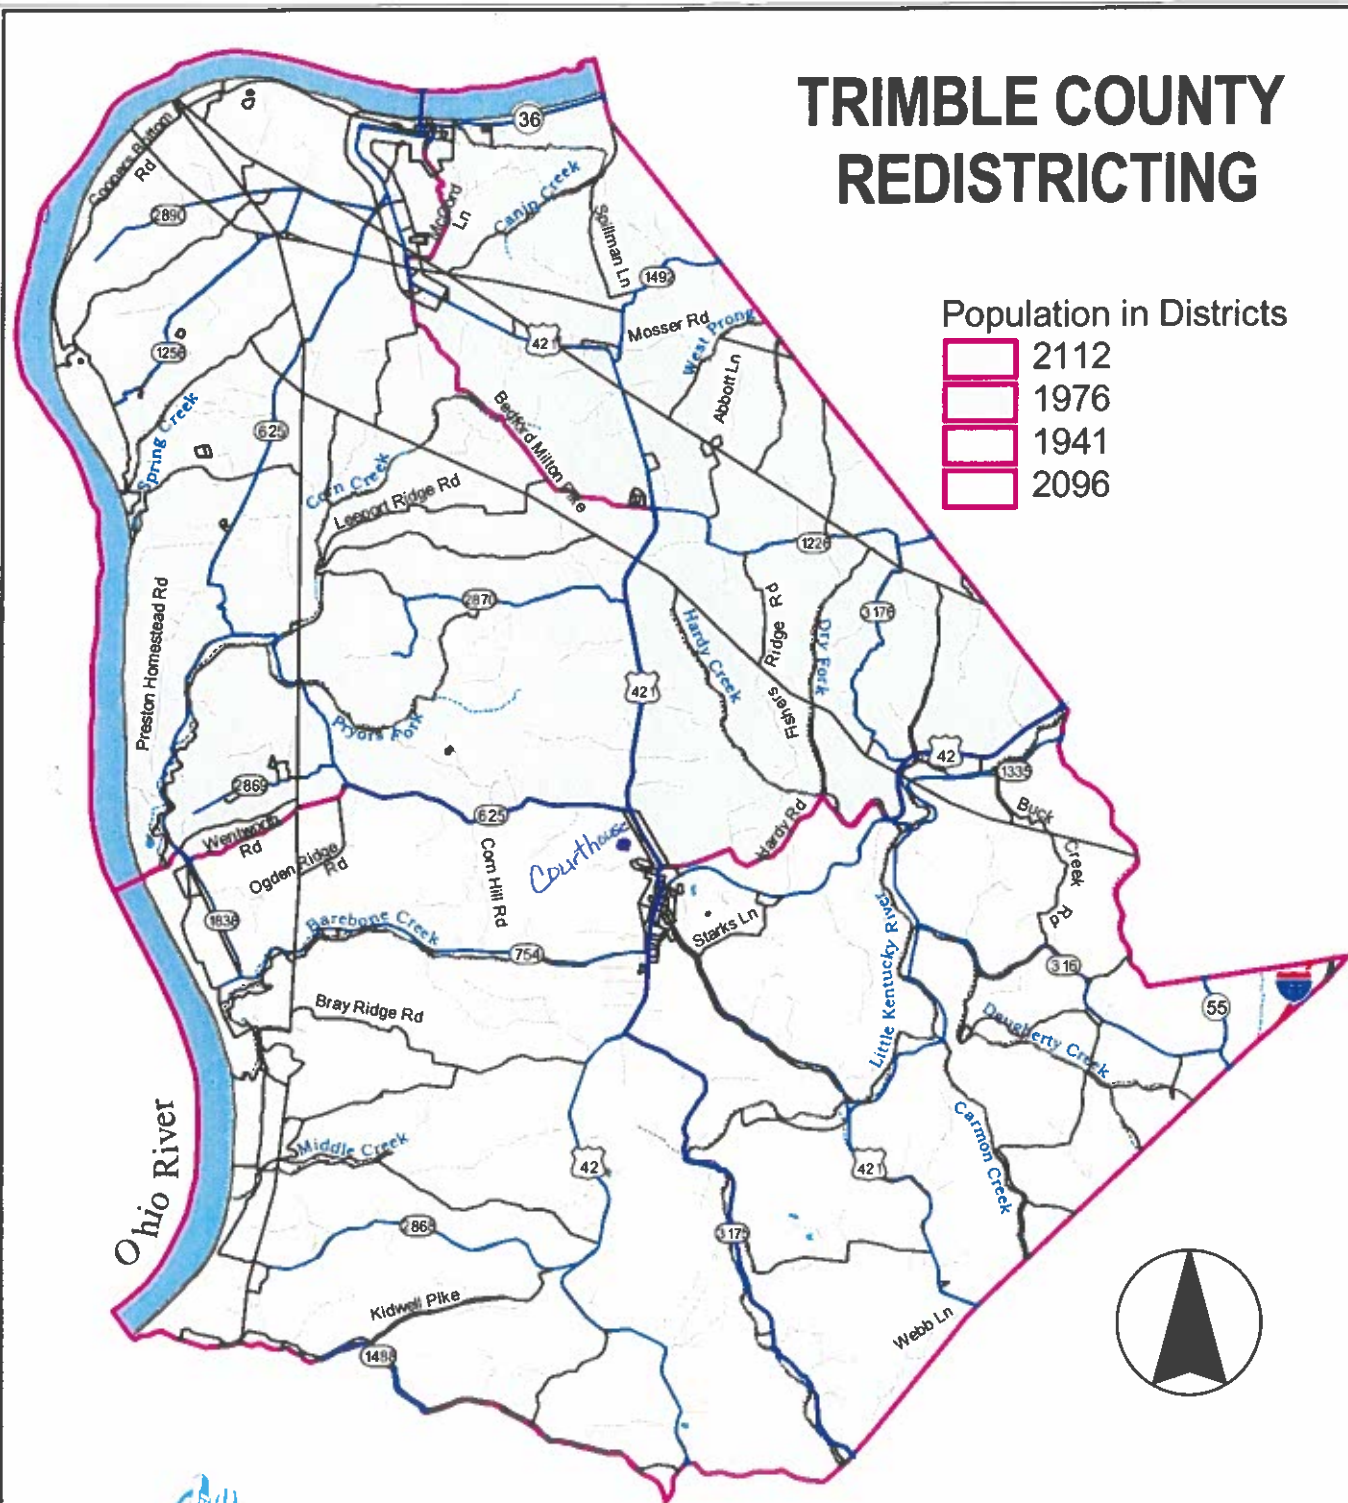 TRIMBLE COUNTY
REDISTRICTING
Population in Districts
2112
1976
1941
2096
36
Coopers Bottom
Rd
2890
McCord
Ln
Canip Creek
Spillman Ln
1492
Mosser Rd
West Prong
421
1256
Abbott Ln
Spring Creek
625
Bedford Milton Pike
Corn Creek
Leeport Ridge Rd
1226
2870
Preston Homestead Rd
Hardy Creek
Fishers Ridge Rd
Dry Fork
3176
421
Pryors Fork
42
1335
2869
625
Buck Creek Rd
Wentworth
Rd
Hardy Rd
Courthouse
Ogden Ridge
Rd
Corn Hill Rd
1838
Barebone Creek
754
Starks Ln
Little Kentucky River
316
55
Bray Ridge Rd
Daugherty Creek
Ohio River
Middle Creek
42
421
Carmon Creek
2868
3175
Kidwell Pike
Webb Ln
1488